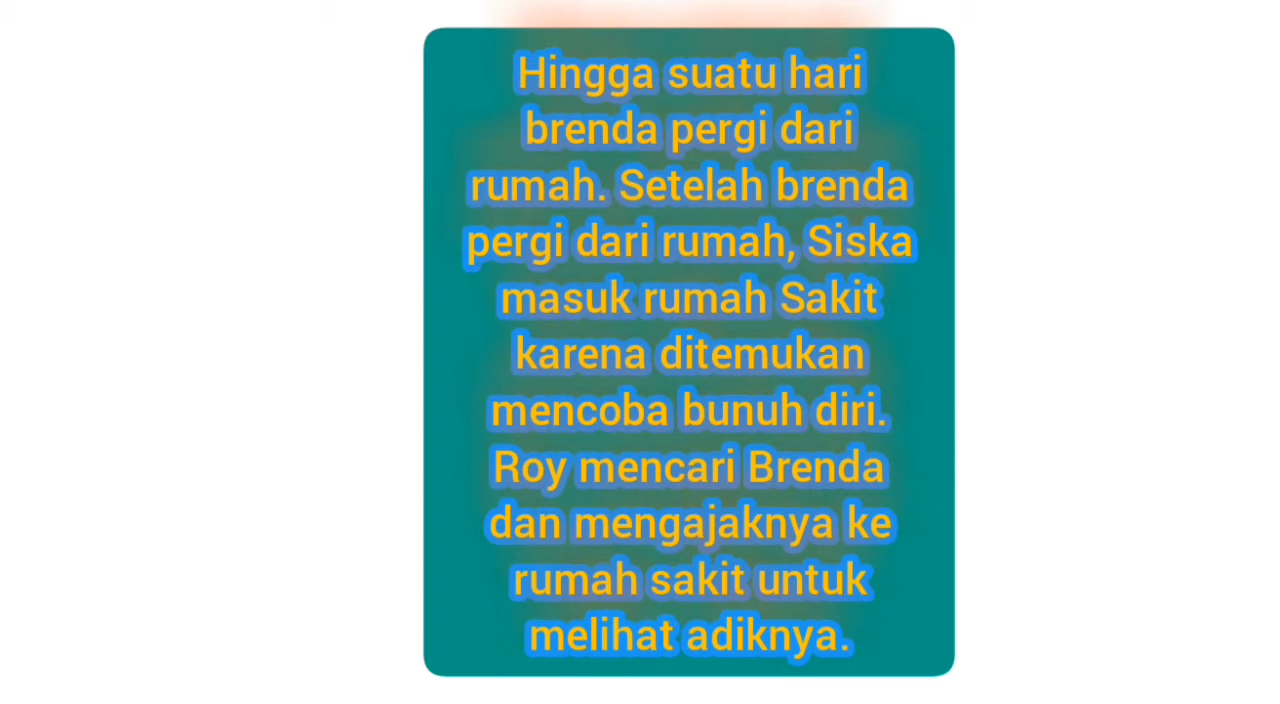 Hingga suatu hari
brenda pergi dari
rumah. Setelah brenda
pergi dari rumah, Siska
masuk rumah Sakit
karena ditemukan
mencoba bunuh diri.
Roy mencari Brenda
dan mengajaknya ke
rumah sakit untuk
melihat adiknya.